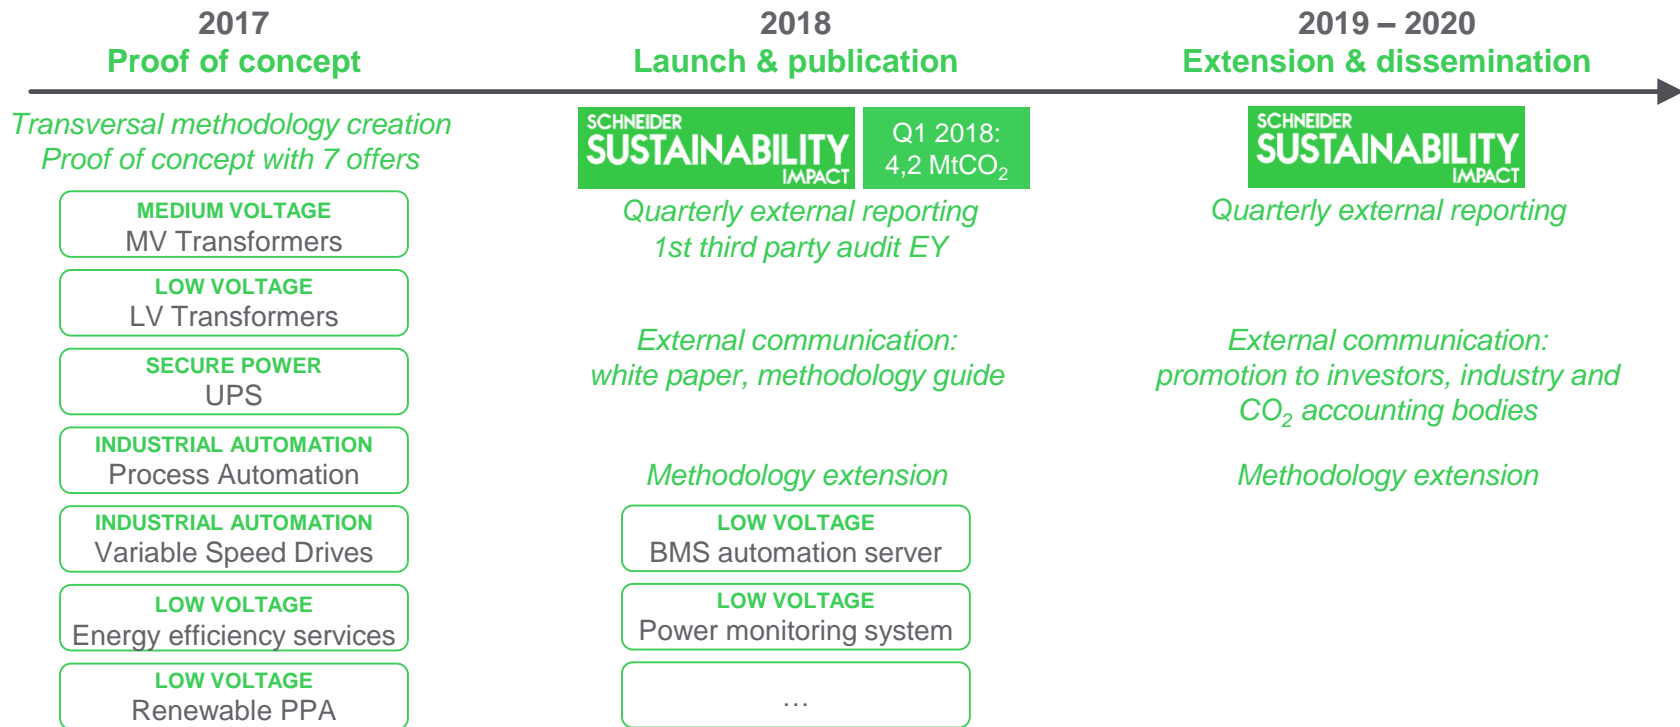 2017
Proof of concept
Transversal methodology creation
Proof of concept with 7 offers
MEDIUM VOLTAGE
MV Transformers
LOW VOLTAGE
LV Transformers
SECURE POWER
UPS
INDUSTRIAL AUTOMATION
Process Automation
INDUSTRIAL AUTOMATION
Variable Speed Drives
LOW VOLTAGE
Energy efficiency services
LOW VOLTAGE
Renewable PPA
2018
Launch & publication
SCHNEIDER
SUSTAINABILITY
IMPACT
Q1 2018:
4,2 MtCO₂
Quarterly external reporting
1st third party audit EY
External communication:
white paper, methodology guide
Methodology extension
LOW VOLTAGE
BMS automation server
LOW VOLTAGE
Power monitoring system
…
2019 – 2020
Extension & dissemination
SCHNEIDER
SUSTAINABILITY
IMPACT
Quarterly external reporting
External communication:
promotion to investors, industry and
CO₂ accounting bodies
Methodology extension